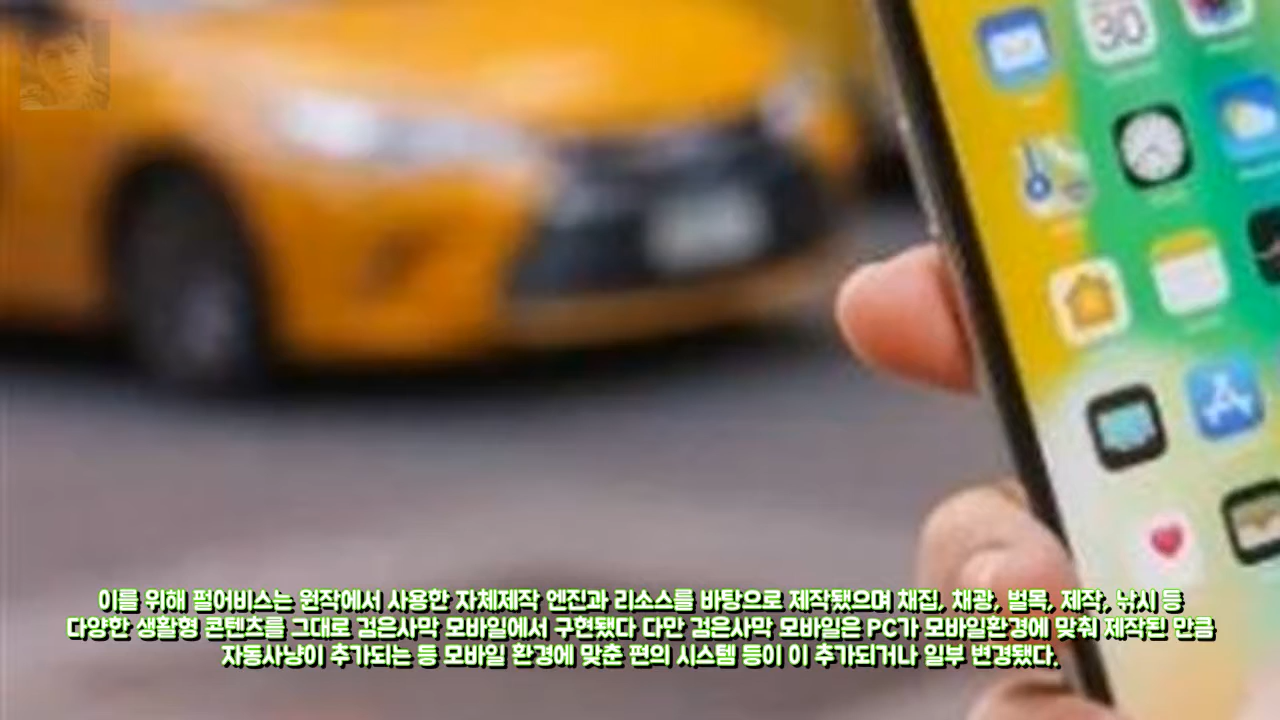 30
이를 위해 펄어비스는 원작에서 사용한 자체제작 엔진과 리소스를 바탕으로 제작됐으며 채집, 채광, 벌목, 제작, 낚시 등
다양한 생활형 콘텐츠를 그대로 검은사막 모바일에서 구현됐다 다만 검은사막 모바일은 PC가 모바일환경에 맞춰 제작된 만큼
자동사냥이 추가되는 등 모바일 환경에 맞춘 편의 시스템 등이 이 추가되거나 일부 변경됐다.